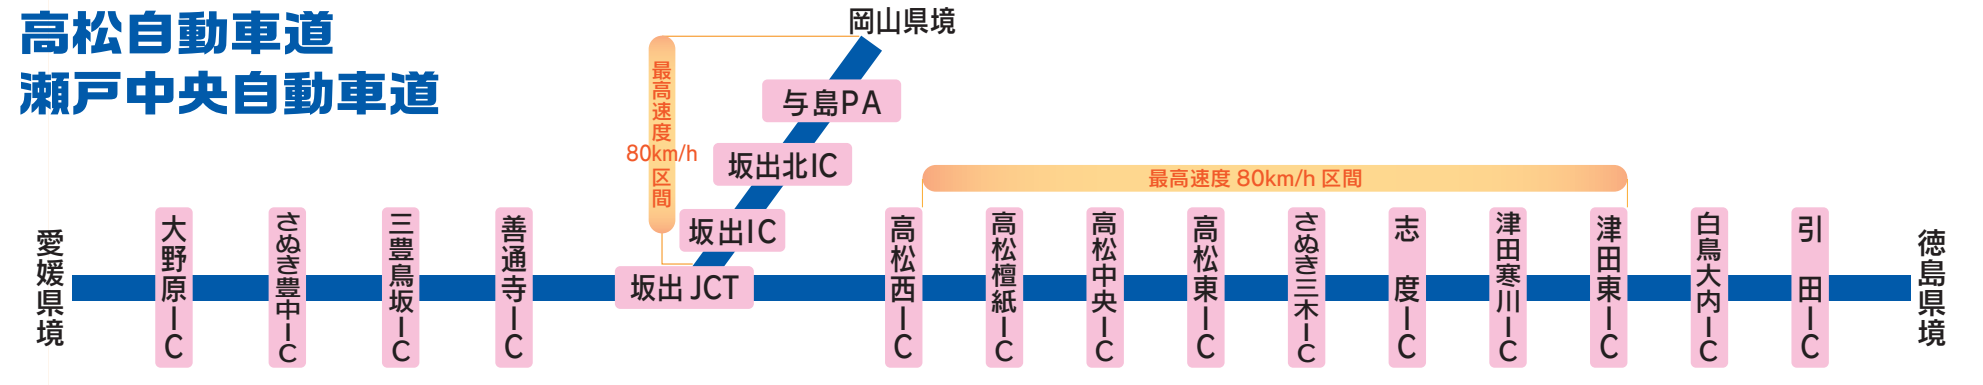 高松自動車道
瀬戸中央自動車道
岡山県境
最高速度
80km/h
区間
与島PA
坂出北IC
坂出IC
坂出JCT
最高速度80km/h区間
愛媛県境
大野原IC
さぬき豊中IC
三豊鳥坂IC
善通寺IC
高松西IC
高松檀紙IC
高松中央IC
高松東IC
さぬき三木IC
志度IC
津田寒川IC
津田東IC
白鳥大内IC
引田IC
徳島県境